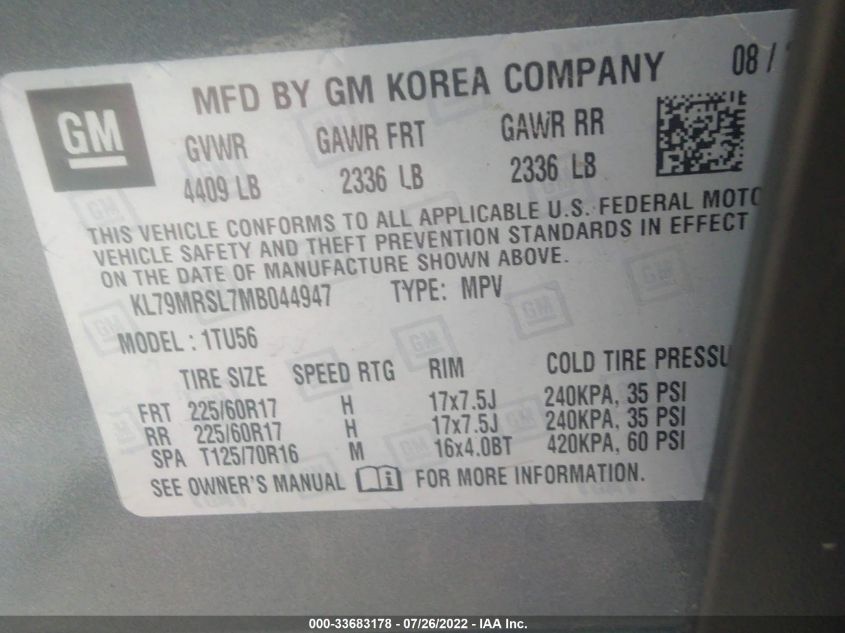 MFD BY GM KOREA COMPANY 08 /
GM
GVWR GAWR FRT GAWR RR
4409 LB 2336 LB 2336 LB
THIS VEHICLE CONFORMS TO ALL APPLICABLE U.S. FEDERAL MOTO
VEHICLE SAFETY AND THEFT PREVENTION STANDARDS IN EFFECT
ON THE DATE OF MANUFACTURE SHOWN ABOVE.
KL79MRSL7MB044947 TYPE: MPV
MODEL : 1TU56
TIRE SIZE SPEED RTG RIM COLD TIRE PRESSU
FRT 225/60R17 H 17x7.5J 240KPA, 35 PSI
RR 225/60R17 H 17x7.5J 240KPA, 35 PSI
SPA T125/70R16 M 16x4.0BT 420KPA, 60 PSI
SEE OWNER'S MANUAL i FOR MORE INFORMATION.
000-33683178 - 07/26/2022 - IAA Inc.